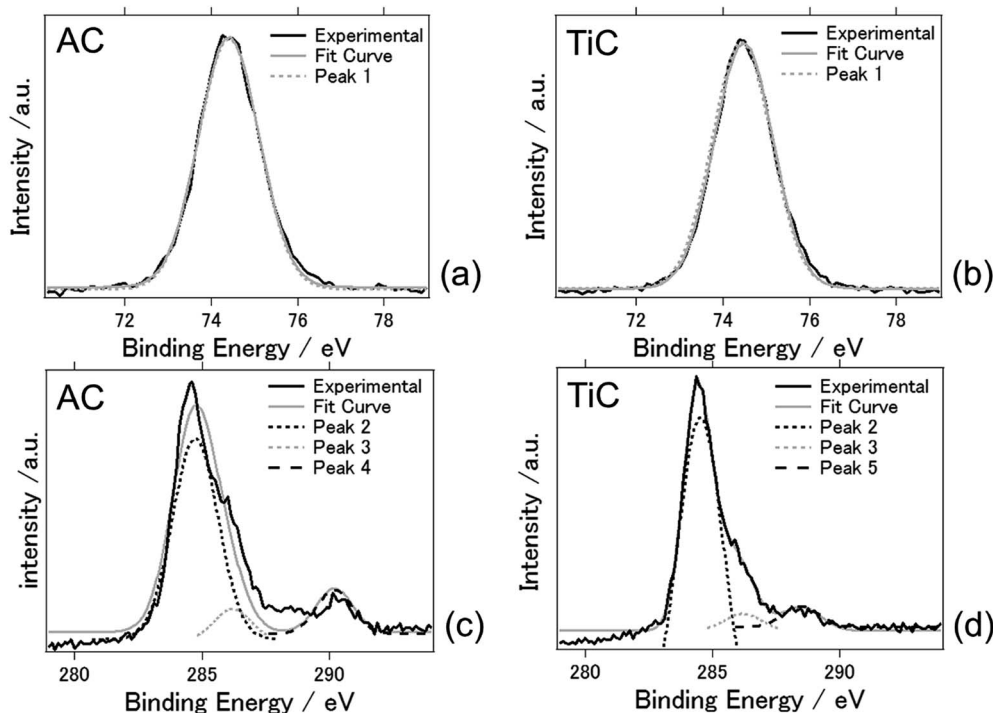 AC
Experimental
Fit Curve
Peak 1
Intensity /a.u.
72 74 76 78
Binding Energy / eV
(a)
TiC
Experimental
Fit Curve
Peak 1
Intensity / a.u.
72 74 76 78
Binding Energy / eV
(b)
AC
Experimental
Fit Curve
Peak 2
Peak 3
Peak 4
intensity /a.u.
280 285 290
Binding Energy / eV
(c)
TiC
Experimental
Fit Curve
Peak 2
Peak 3
Peak 5
Intensity /a.u.
280 285 290
Binding Energy / eV
(d)